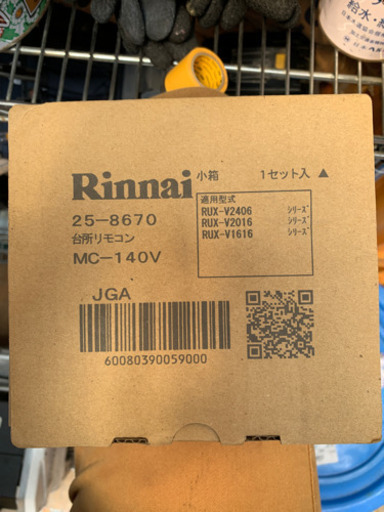 給水
Rinnai 小箱 1セット入 ▲
25-8670
台所リモコン
MC-140V
適用型式
RUX-V2406 シリーズ
RUX-V2016 シリーズ
RUX-V1616 シリーズ
JGA
60080390059000